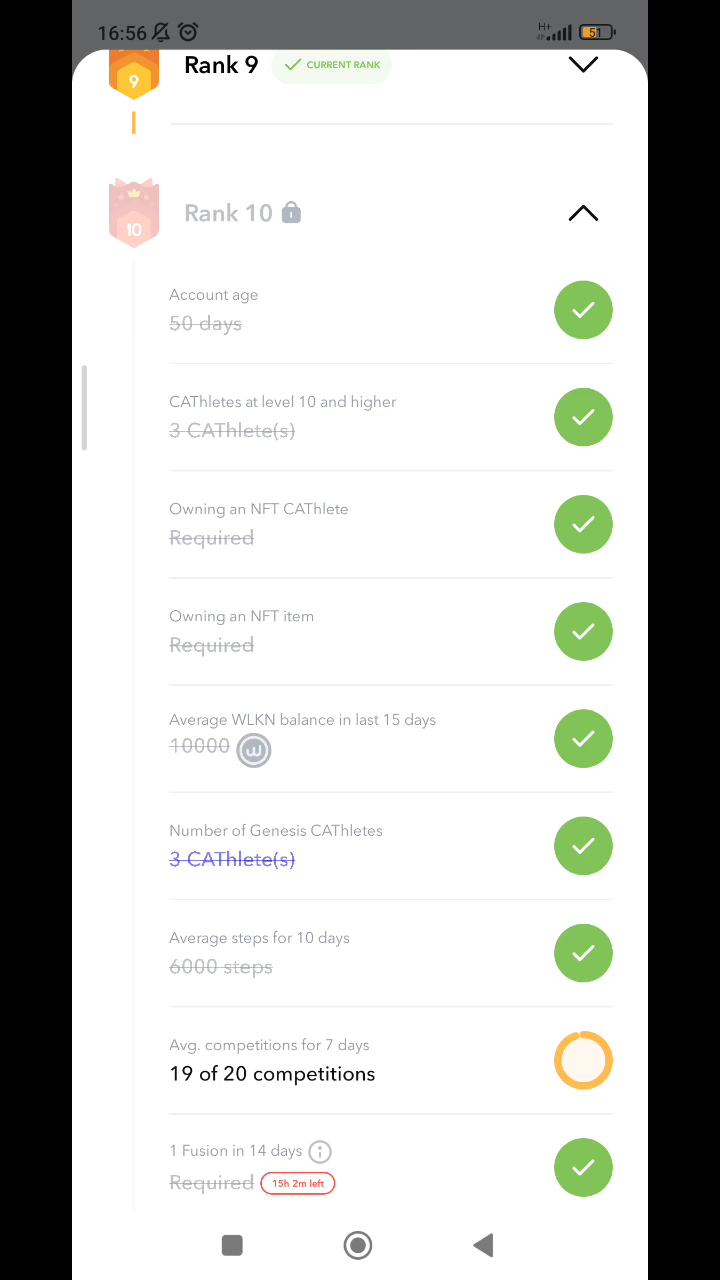 16:56
H+
4G
51
9
Rank 9
CURRENT RANK
10
Rank 10
Account age
50 days
CAThletes at level 10 and higher
3 CAThlete(s)
Owning an NFT CAThlete
Required
Owning an NFT item
Required
Average WLKN balance in last 15 days
10000
Number of Genesis CAThletes
3 CAThlete(s)
Average steps for 10 days
6000 steps
Avg. competitions for 7 days
19 of 20 competitions
1 Fusion in 14 days
Required
15h 2m left